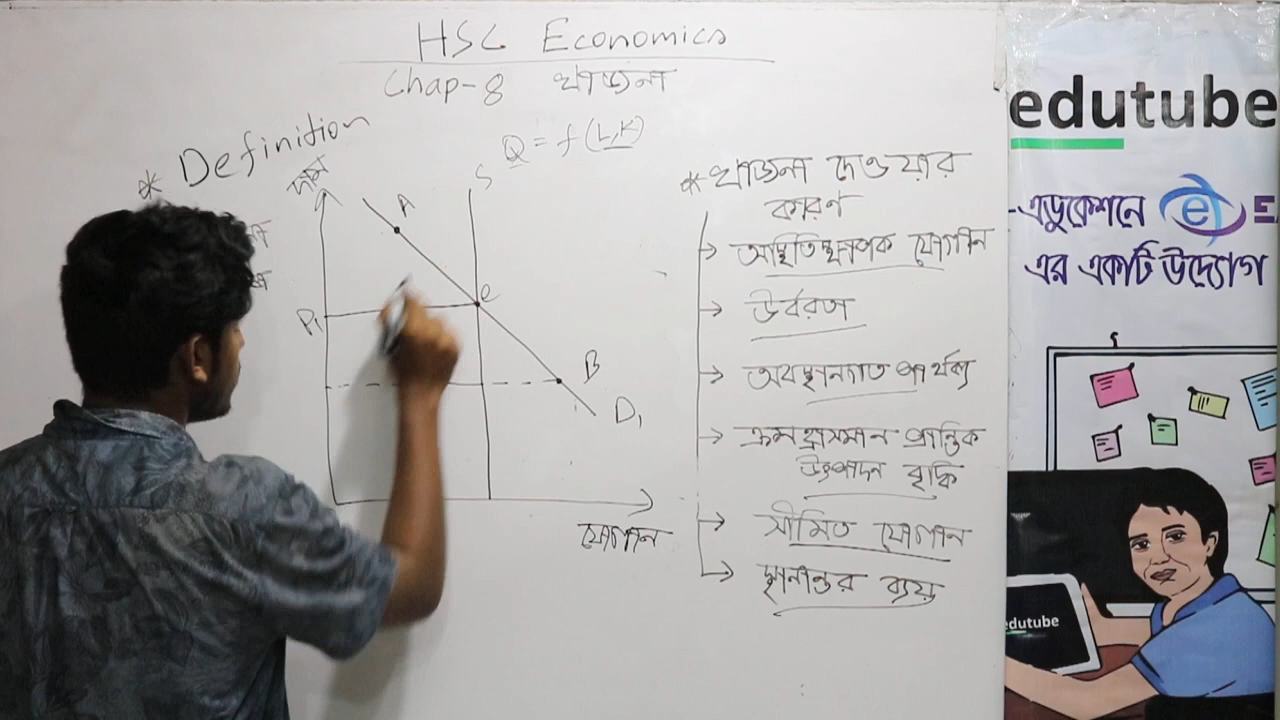 HSC Economics
Chap-8 খাজনা
* Definition
Q = f(L,K)
দাম
A
S
P₁
e
B
D₁
যোগান
* খাজনা দেওয়ার
কারণ
→ অস্থিতিস্থাপক যোগান
→ উর্বরতা
→ অবস্থানগত পার্থক্য
→ ক্রমহ্রাসমান প্রান্তিক
উৎপাদন বৃদ্ধি
→ সীমিত যোগান
→ স্থানান্তর ব্যয়
edutube
-এডুকেশনে e E
এর একটি উদ্যোগ
edutube